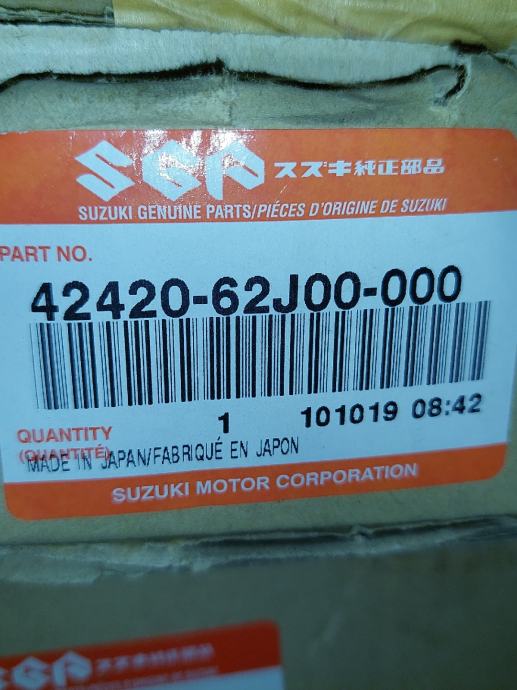 SGP スズキ純正部品
SUZUKI GENUINE PARTS/PIÉCES D'ORIGINE DE SUZUKI
PART NO.
42420-62J00-000
1 101019 08:42
QUANTITY
(QUANTITÉ)
MADE IN JAPAN/FABRIQUÉ EN JAPON
SUZUKI MOTOR CORPORATION
SGP スズキ純正部品